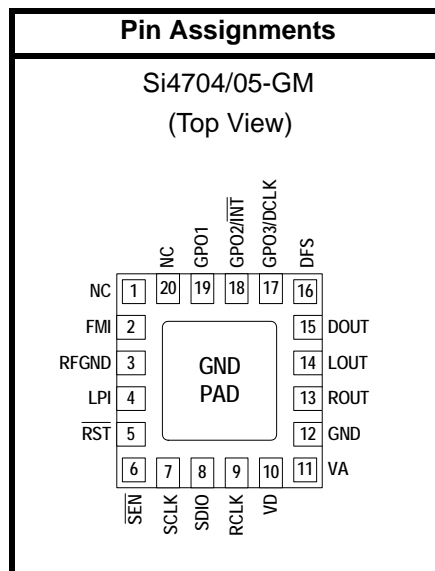 Pin Assignments
Si4704/05-GM
(Top View)
NC
GPO1
GPO2/INT
GPO3/DCLK
DFS
NC 1 20 19 18 17 16
FMI 2 15 DOUT
RFGND 3 14 LOUT
GND
PAD
LPI 4 13 ROUT
RST 5 12 GND
6 7 8 9 10 11 VA
SEN
SCLK
SDIO
RCLK
VD